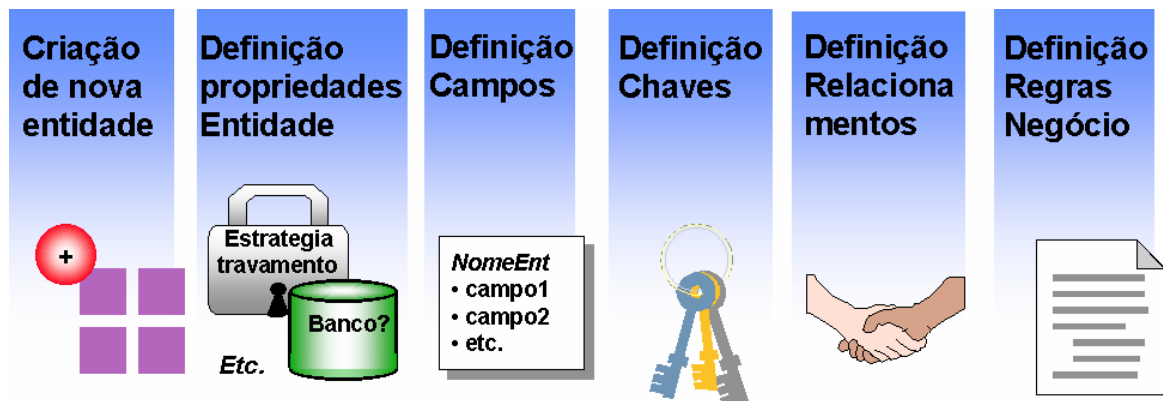 Criação
de nova
entidade
+
Definição
propriedades
Entidade
Estrategia
travamento
Banco?
Etc.
Definição
Campos
NomeEnt
• campo1
• campo2
• etc.
Definição
Chaves
Definição
Relaciona
mentos
Definição
Regras
Negócio